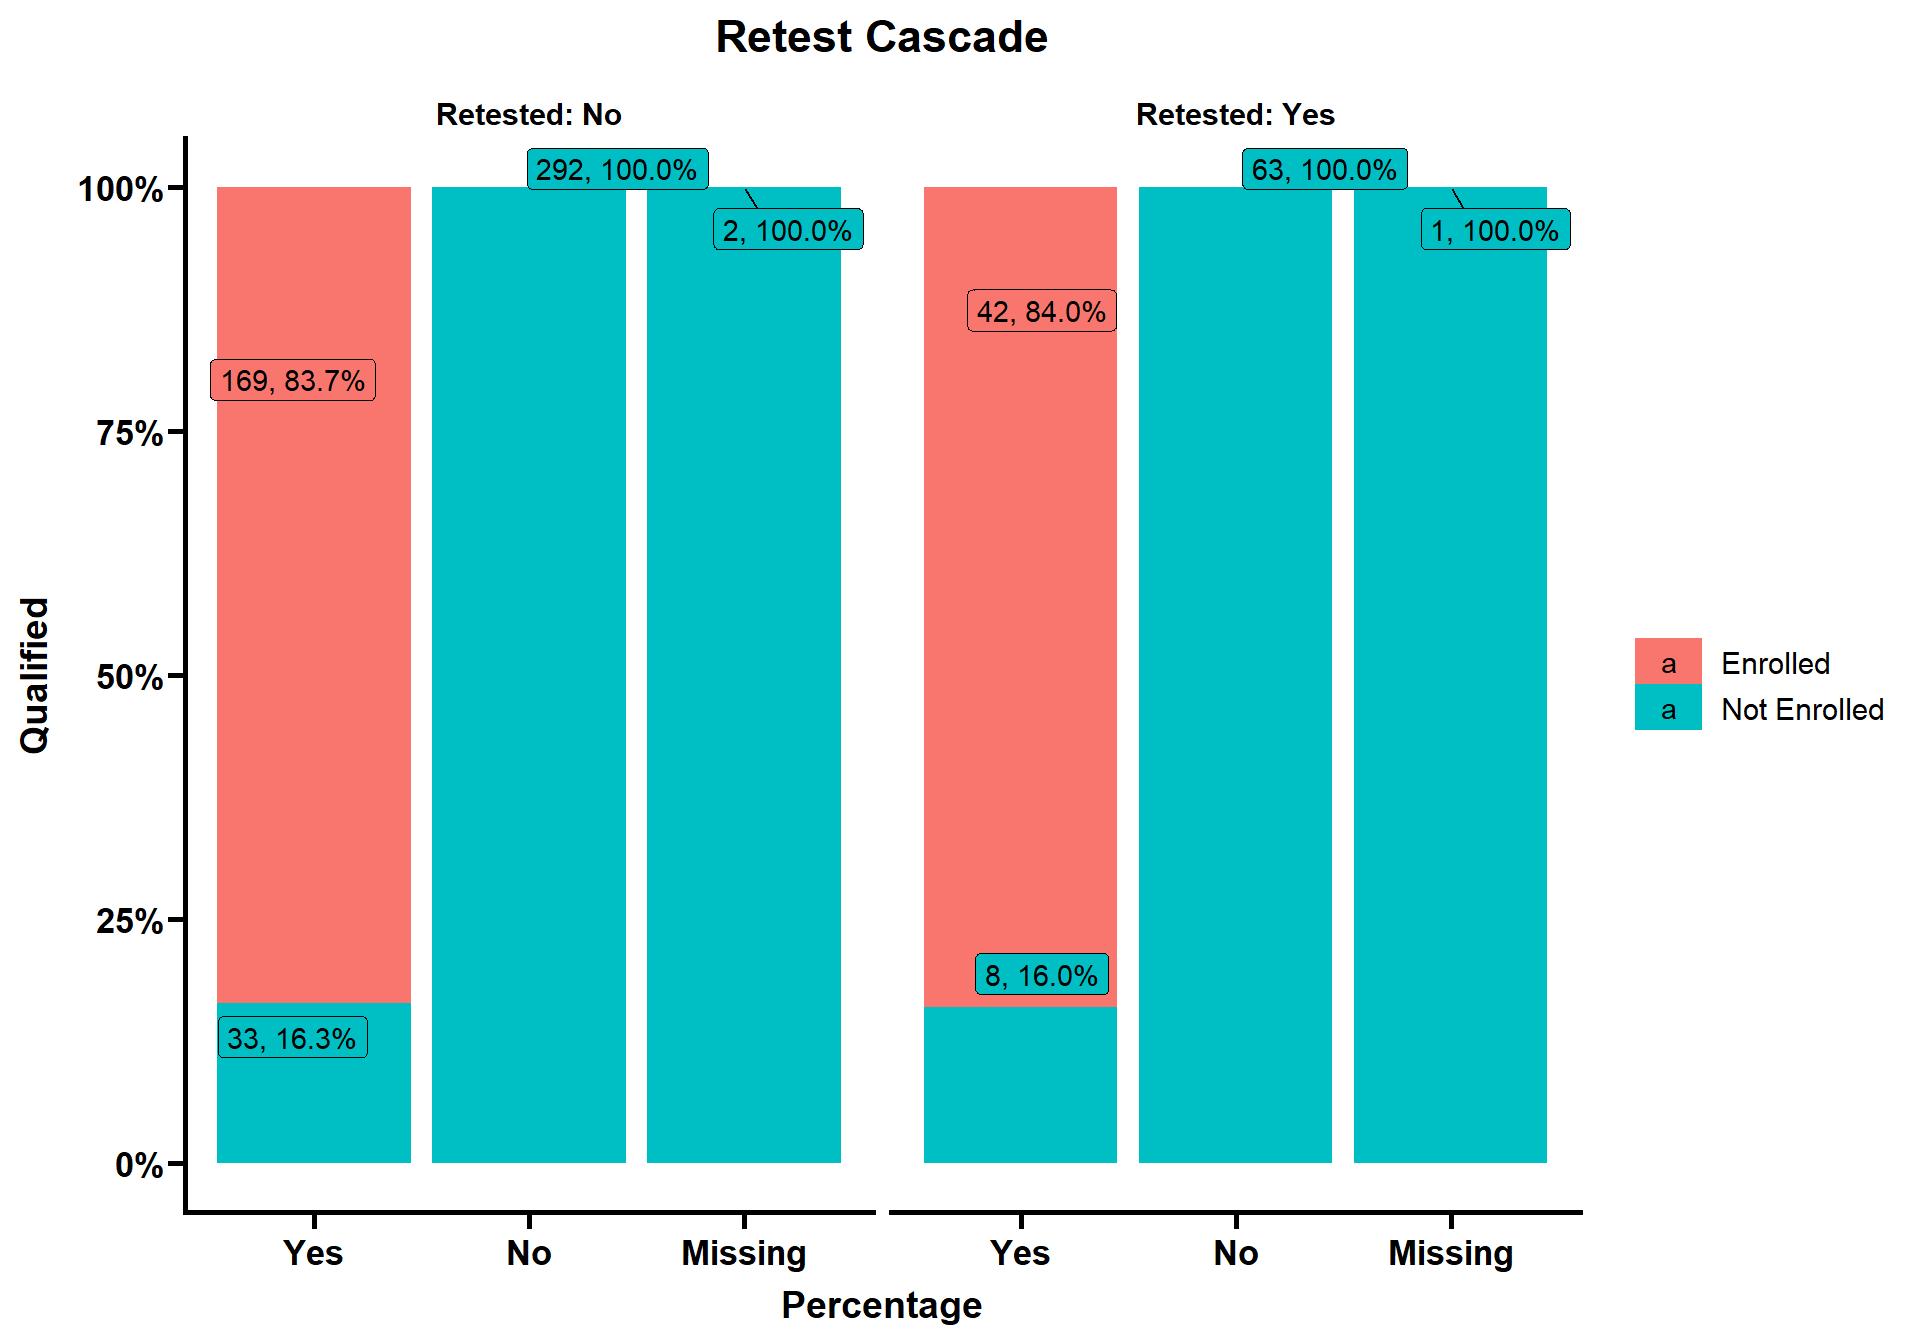 Retest Cascade
Retested: No
Retested: Yes
292, 100.0%
63, 100.0%
100%
2, 100.0%
1, 100.0%
42, 84.0%
169, 83.7%
75%
Qualified
50%
a Enrolled
a Not Enrolled
25%
8, 16.0%
33, 16.3%
0%
Yes No Missing Yes No Missing
Percentage